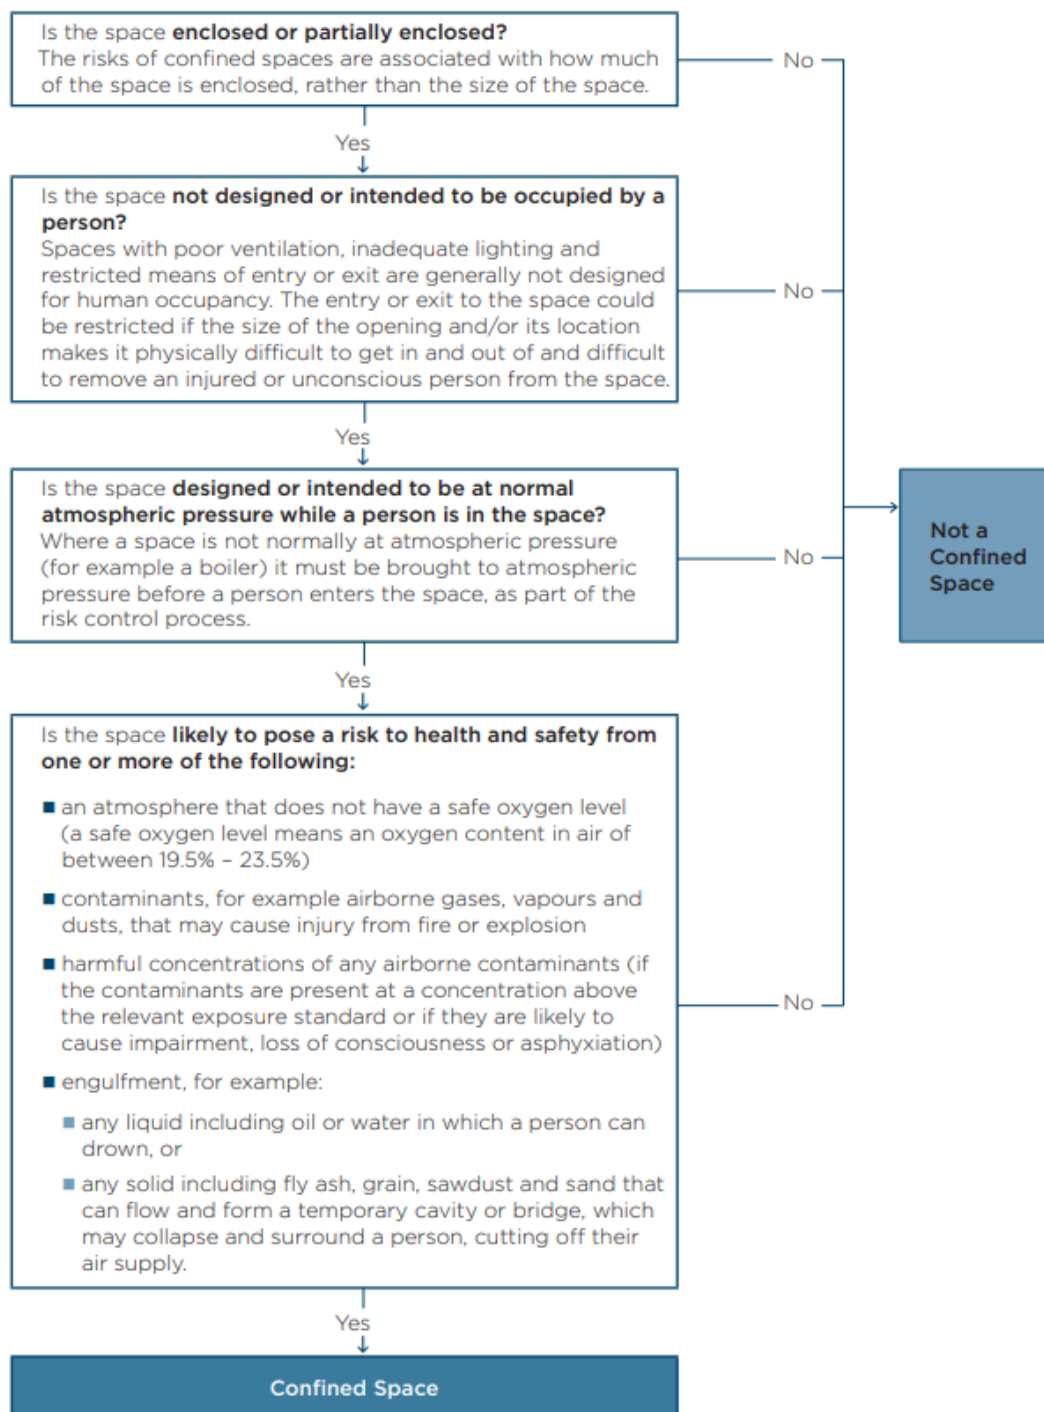 Is the space enclosed or partially enclosed?
The risks of confined spaces are associated with how much
of the space is enclosed, rather than the size of the space.
No
Yes
Is the space not designed or intended to be occupied by a
person?
Spaces with poor ventilation, inadequate lighting and
restricted means of entry or exit are generally not designed
for human occupancy. The entry or exit to the space could
be restricted if the size of the opening and/or its location
makes it physically difficult to get in and out of and difficult
to remove an injured or unconscious person from the space.
No
Yes
Is the space designed or intended to be at normal
atmospheric pressure while a person is in the space?
Where a space is not normally at atmospheric pressure
(for example a boiler) it must be brought to atmospheric
pressure before a person enters the space, as part of the
risk control process.
No
Not a
Confined
Space
Yes
Is the space likely to pose a risk to health and safety from
one or more of the following:
■ an atmosphere that does not have a safe oxygen level
(a safe oxygen level means an oxygen content in air of
between 19.5% – 23.5%)
■ contaminants, for example airborne gases, vapours and
dusts, that may cause injury from fire or explosion
■ harmful concentrations of any airborne contaminants (if
the contaminants are present at a concentration above
the relevant exposure standard or if they are likely to
cause impairment, loss of consciousness or asphyxiation)
No
■ engulfment, for example:
■ any liquid including oil or water in which a person can
drown, or
■ any solid including fly ash, grain, sawdust and sand that
can flow and form a temporary cavity or bridge, which
may collapse and surround a person, cutting off their
air supply.
Yes
Confined Space